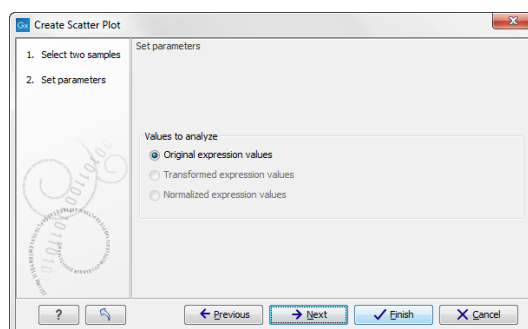 Gx Create Scatter Plot
X
1. Select two samples
2. Set parameters
Set parameters
Values to analyze
Original expression values
Transformed expression values
Normalized expression values
? Previous Next Finish Cancel